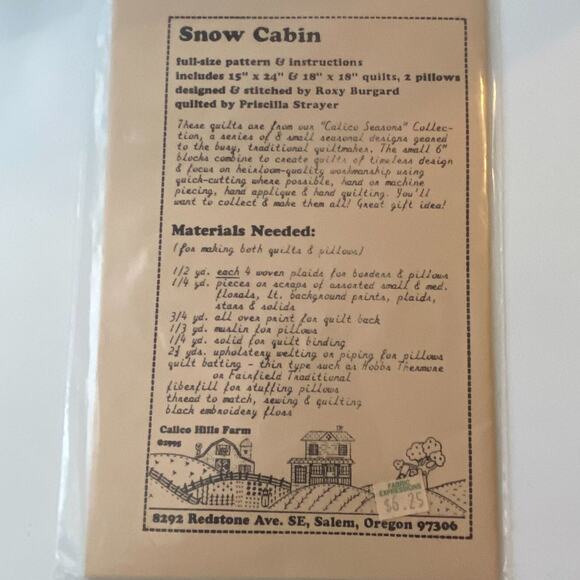 Snow Cabin
full-size pattern & instructions
includes 15" x 24" & 18" x 18" quilts, 2 pillows
designed & stitched by Roxy Burgard
quilted by Priscilla Strayer
These quilts are from our "Calico Seasons" Collec-
tion, a series of 8 small seasonal designs geared
to the busy, traditional quiltmaker. The small 6"
blocks combine to create quilts of timeless design
& focus on heirloom-quality workmanship using
quick-cutting where possible, hand or machine
piecing, hand applique & hand quilting. You'll
want to collect & make them all! Great gift idea!
Materials Needed:
(for making both quilts & pillows)
1/2 yd. each 4 woven plaids for borders & pillows
1/4 yd. pieces or scraps of assorted small & med.
florals, lt. background prints, plaids,
stars & solids
3/4 yd. all over print for quilt back
1/3 yd. muslin for pillows
1/4 yd. solid for quilt binding
2½ yds. upholstery welting or piping for pillows
quilt batting - thin type such as Hobbs Thermore
or Fairfield Traditional
fiberfill for stuffing pillows
thread to match, sewing & quilting
black embroidery floss
Calico Hills Farm
©1995
FABRIC
EXPRESSIONS
$6.25
8292 Redstone Ave. SE, Salem, Oregon 97306